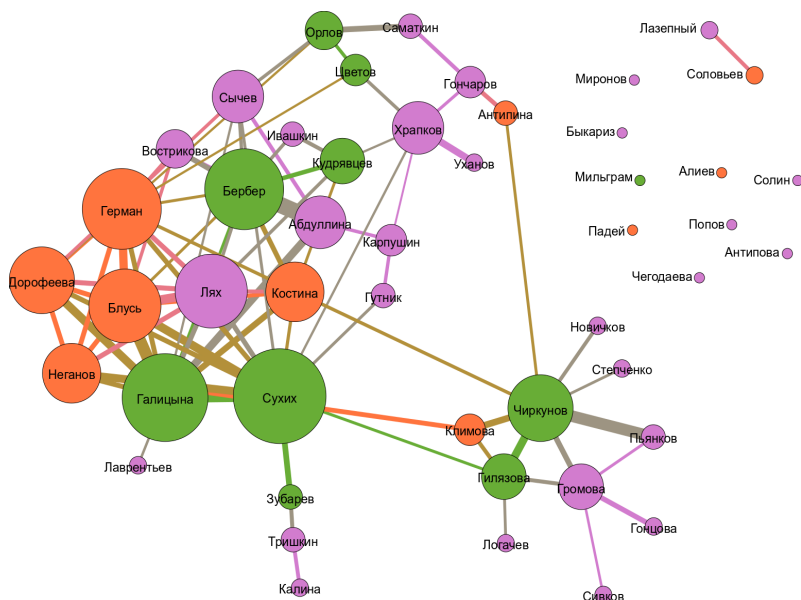 Орлов
Саматкин
Лазепный
Цветов
Гончаров
Соловьев
Миронов
Сычев
Антипина
Ивашкин
Храпков
Быкариз
Вострикова
Кудрявцев
Уханов
Бербер
Мильграм
Алиев
Солин
Герман
Абдуллина
Карпушин
Падей
Попов
Антипова
Дорофеева
Лях
Костина
Гутник
Чегодаева
Блусь
Новичков
Неганов
Степченко
Галицына
Сухих
Чиркунов
Климова
Пьянков
Лаврентьев
Гилязова
Громова
Зубарев
Гонцова
Тришкин
Логачев
Калина
Сивков